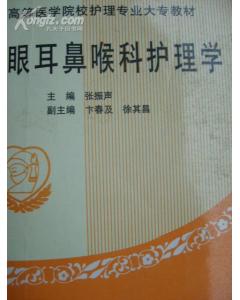 高等医学院校护理专业大专教材
眼耳鼻喉科护理学
主 编 张振声
副主编 卞春及 徐其昌